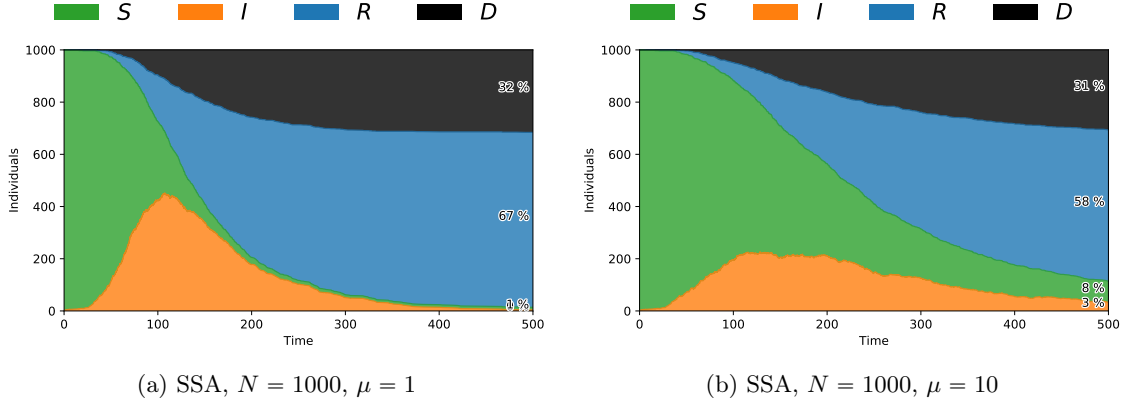 S I R D
1000
800
600
400
200
0
Individuals
32 %
67 %
1 %
0 100 200 300 400 500
Time
(a) SSA, N = 1000, μ = 1
S I R D
1000
800
600
400
200
0
Individuals
31 %
58 %
8 %
3 %
0 100 200 300 400 500
Time
(b) SSA, N = 1000, μ = 10